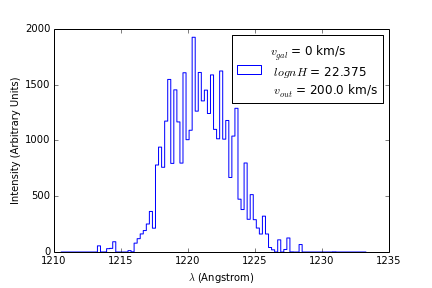 2000
1500
1000
500
0
1210
1215
1220
1225
1230
1235
Intensity (Arbitrary Units)
λ (Angstrom)
v_gal = 0 km/s
lognH = 22.375
v_out = 200.0 km/s